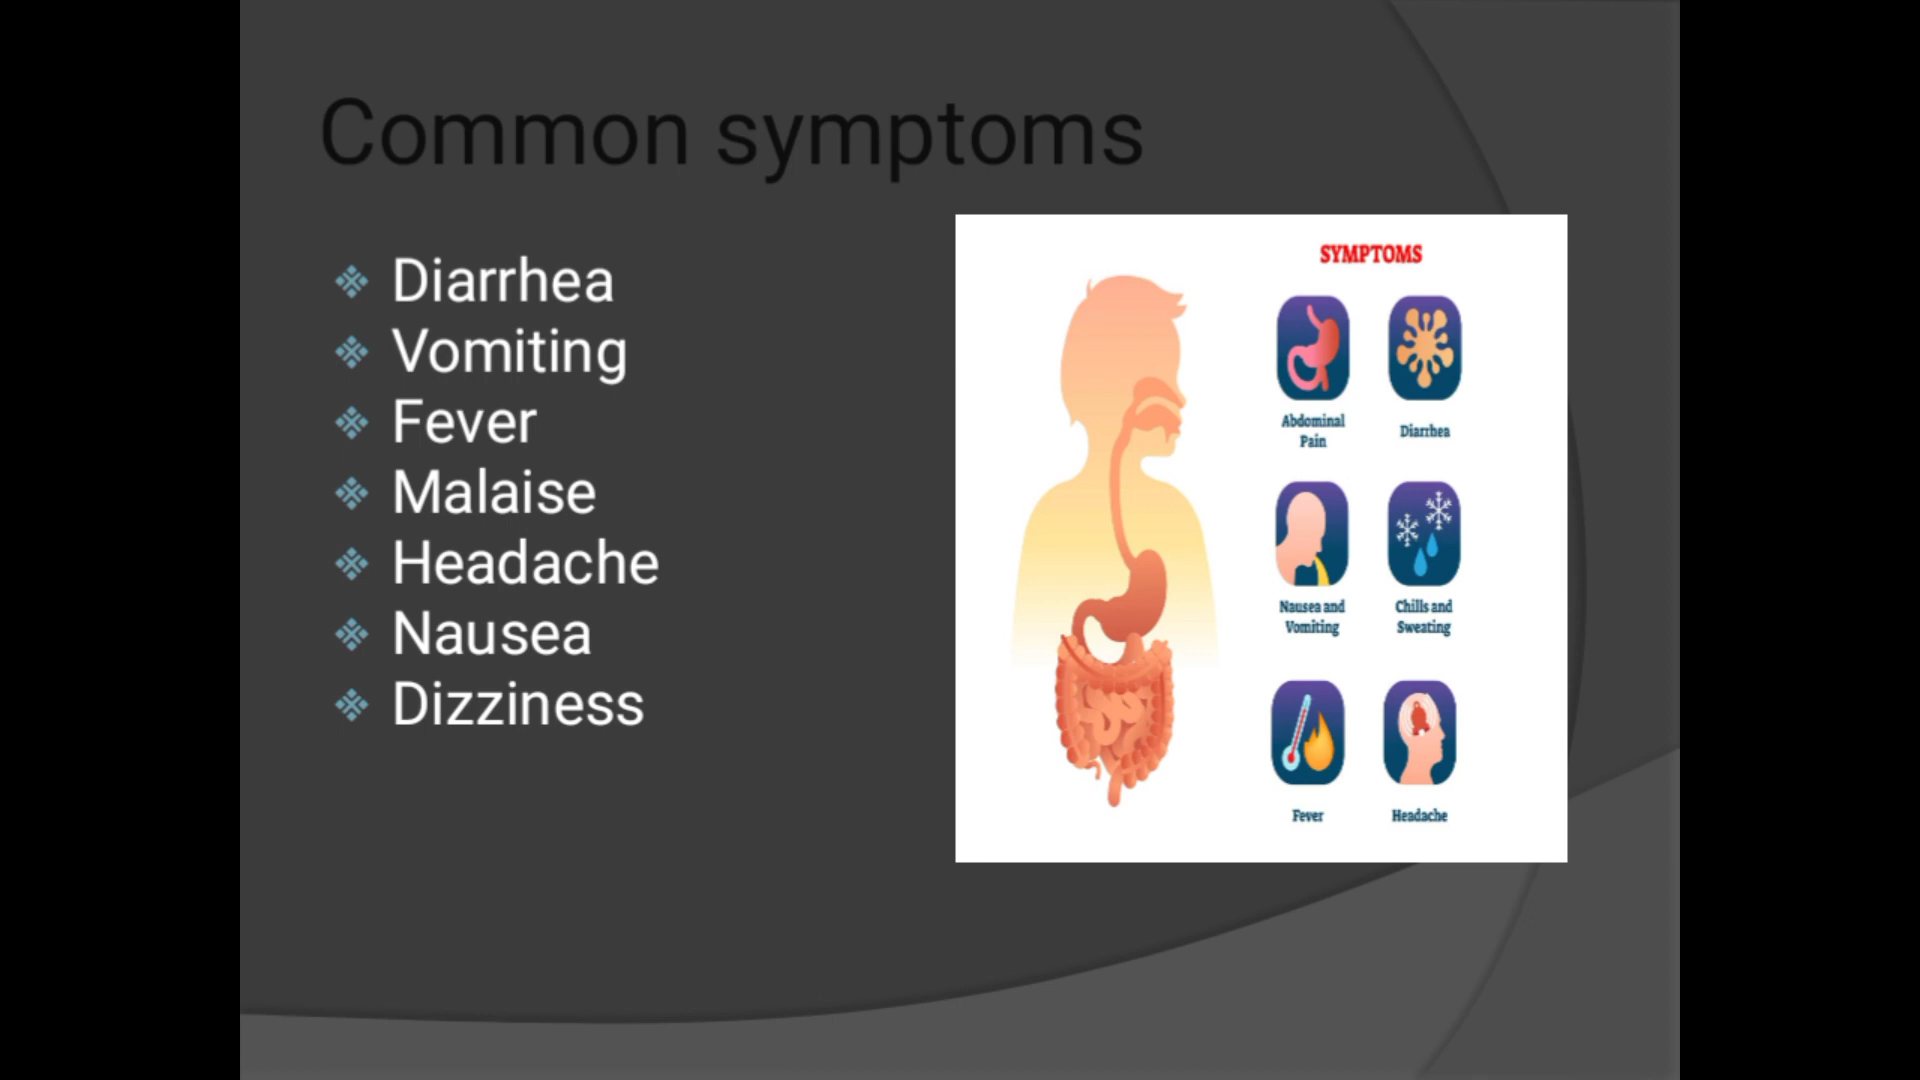 Common symptoms
Diarrhea
Vomiting
Fever
Malaise
Headache
Nausea
Dizziness
SYMPTOMS
Abdominal
Pain
Diarrhea
Nausea and
Vomiting
Chills and
Sweating
Fever
Headache